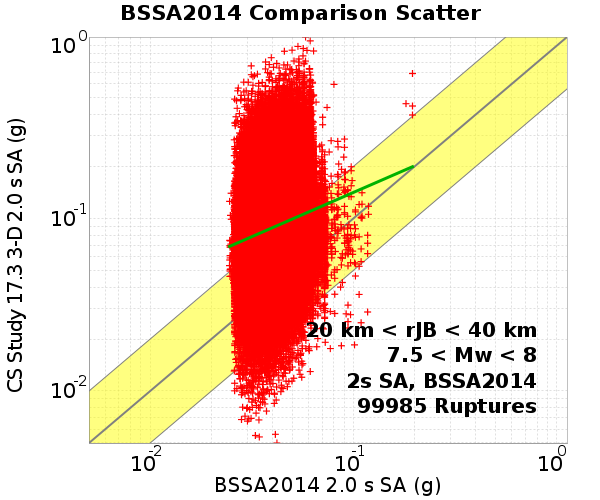 BSSA2014 Comparison Scatter
CS Study 17.3 3-D 2.0 s SA (g)
10^0
10^-1
10^-2
20 km < rJB < 40 km
7.5 < Mw < 8
2s SA, BSSA2014
99985 Ruptures
10^-2 10^-1 10^0
BSSA2014 2.0 s SA (g)